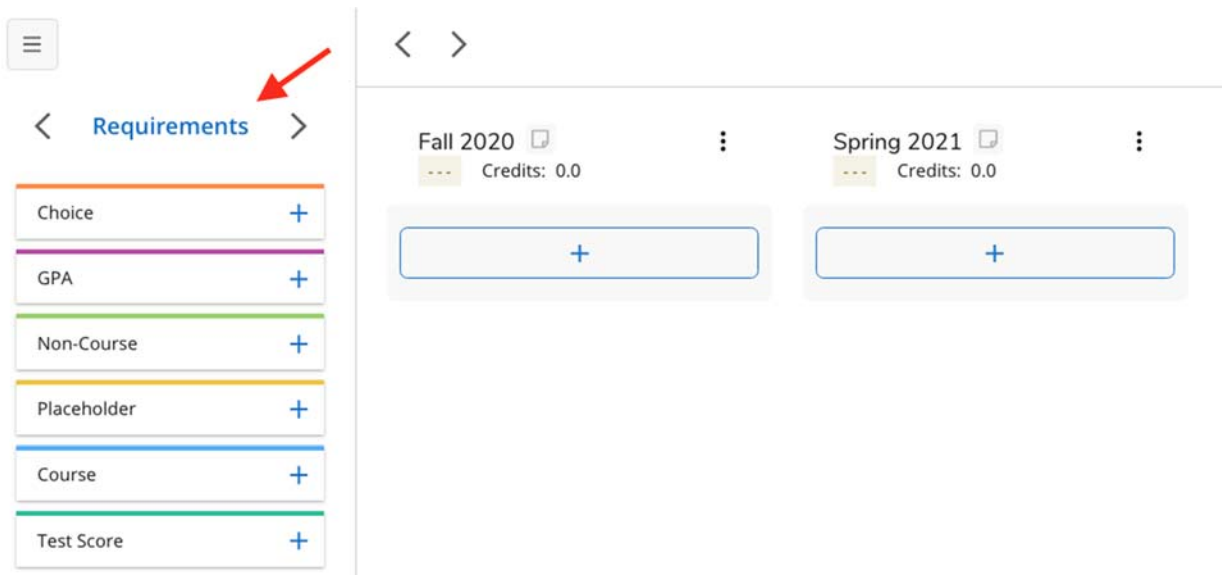 Requirements
Choice
GPA
Non-Course
Placeholder
Course
Test Score
Fall 2020
--- Credits: 0.0
Spring 2021
--- Credits: 0.0